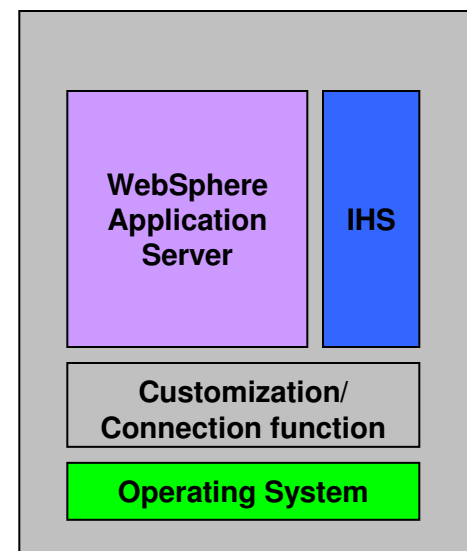 WebSphere
Application
Server
IHS
Customization/
Connection function
Operating System